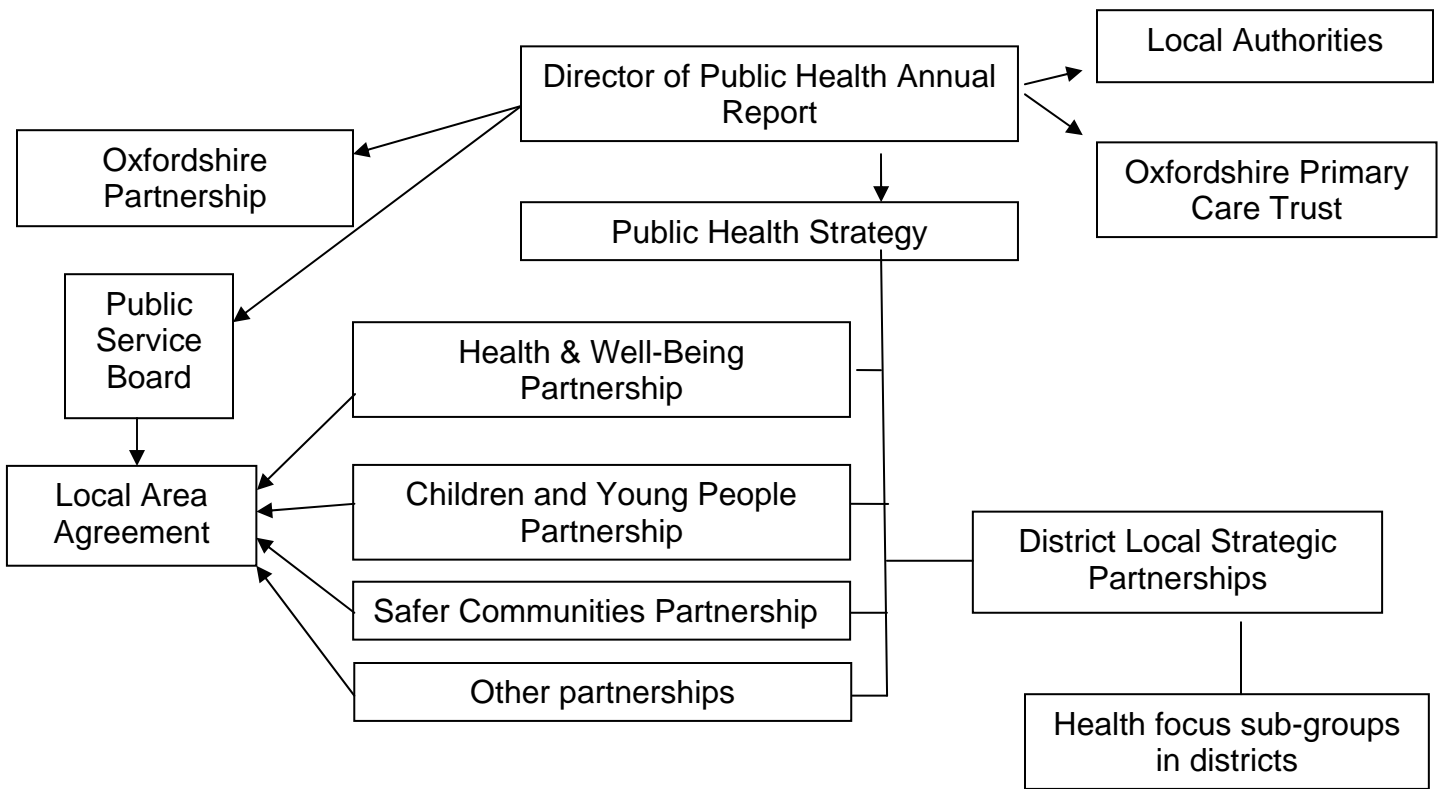 Local Authorities
Director of Public Health Annual
Report
Oxfordshire
Partnership
Oxfordshire Primary
Care Trust
Public Health Strategy
Public
Service
Board
Health & Well-Being
Partnership
Local Area
Agreement
Children and Young People
Partnership
District Local Strategic
Partnerships
Safer Communities Partnership
Other partnerships
Health focus sub-groups
in districts